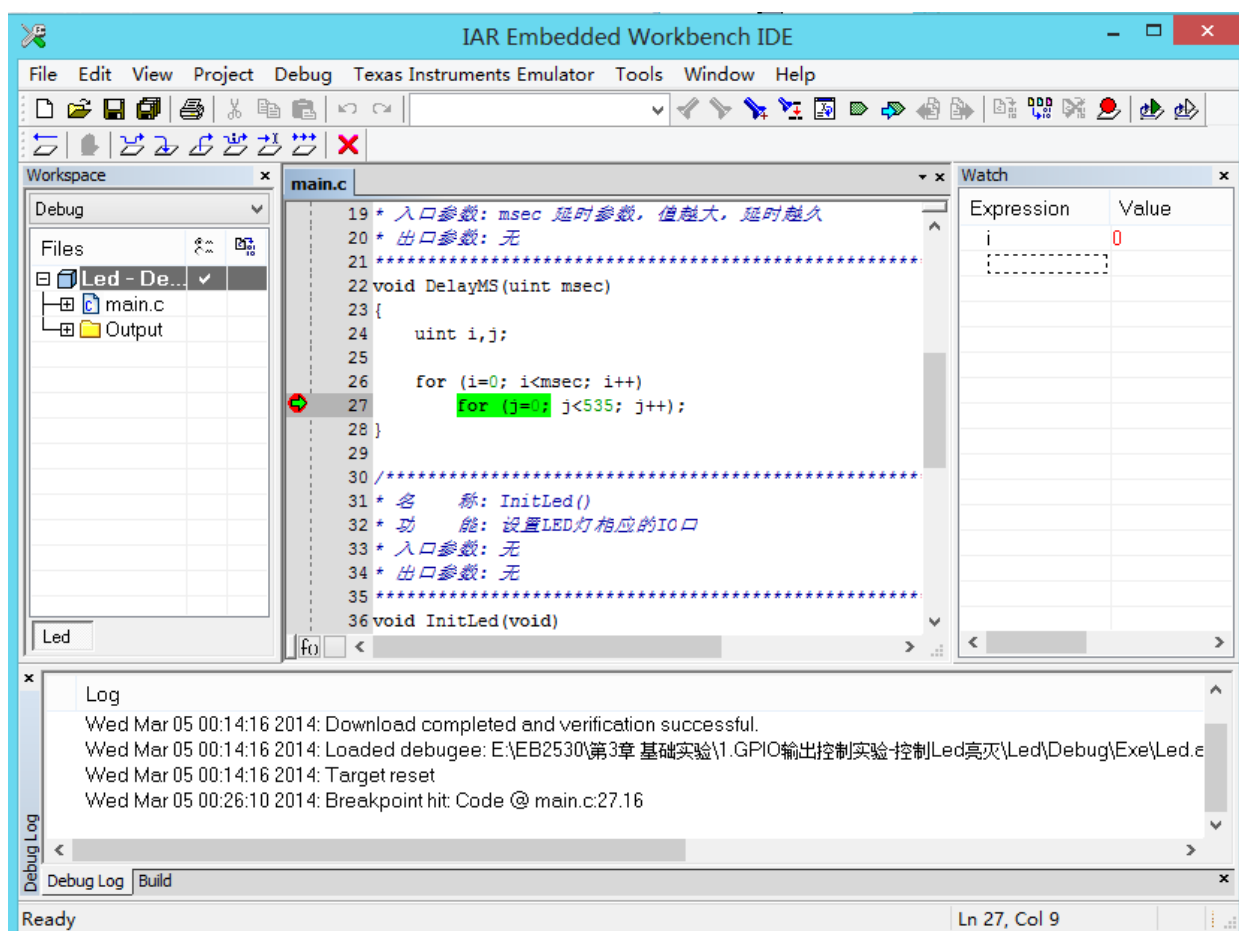 IAR Embedded Workbench IDE
File Edit View Project Debug Texas Instruments Emulator Tools Window Help
Workspace
Debug
Files
Led - De...
main.c
Output
Led
main.c
19 * 入口参数: msec 延时参数, 值越大, 延时越久
20 * 出口参数: 无
21 ****************************************************
22 void DelayMS(uint msec)
23 {
24 uint i,j;
25
26 for (i=0; i<msec; i++)
27 for (j=0; j<535; j++);
28 }
29
30 /***************************************************
31 * 名 称: InitLed()
32 * 功 能: 设置LED灯相应的IO口
33 * 入口参数: 无
34 * 出口参数: 无
35 ****************************************************
36 void InitLed(void)
Watch
Expression Value
i 0
Log
Wed Mar 05 00:14:16 2014: Download completed and verification successful.
Wed Mar 05 00:14:16 2014: Loaded debugee: E:\EB2530\第3章 基础实验\1.GPIO输出控制实验-控制Led亮灭\Led\Debug\Exe\Led.e
Wed Mar 05 00:14:16 2014: Target reset
Wed Mar 05 00:26:10 2014: Breakpoint hit: Code @ main.c:27.16
Debug Log
Debug Log Build
Ready Ln 27, Col 9